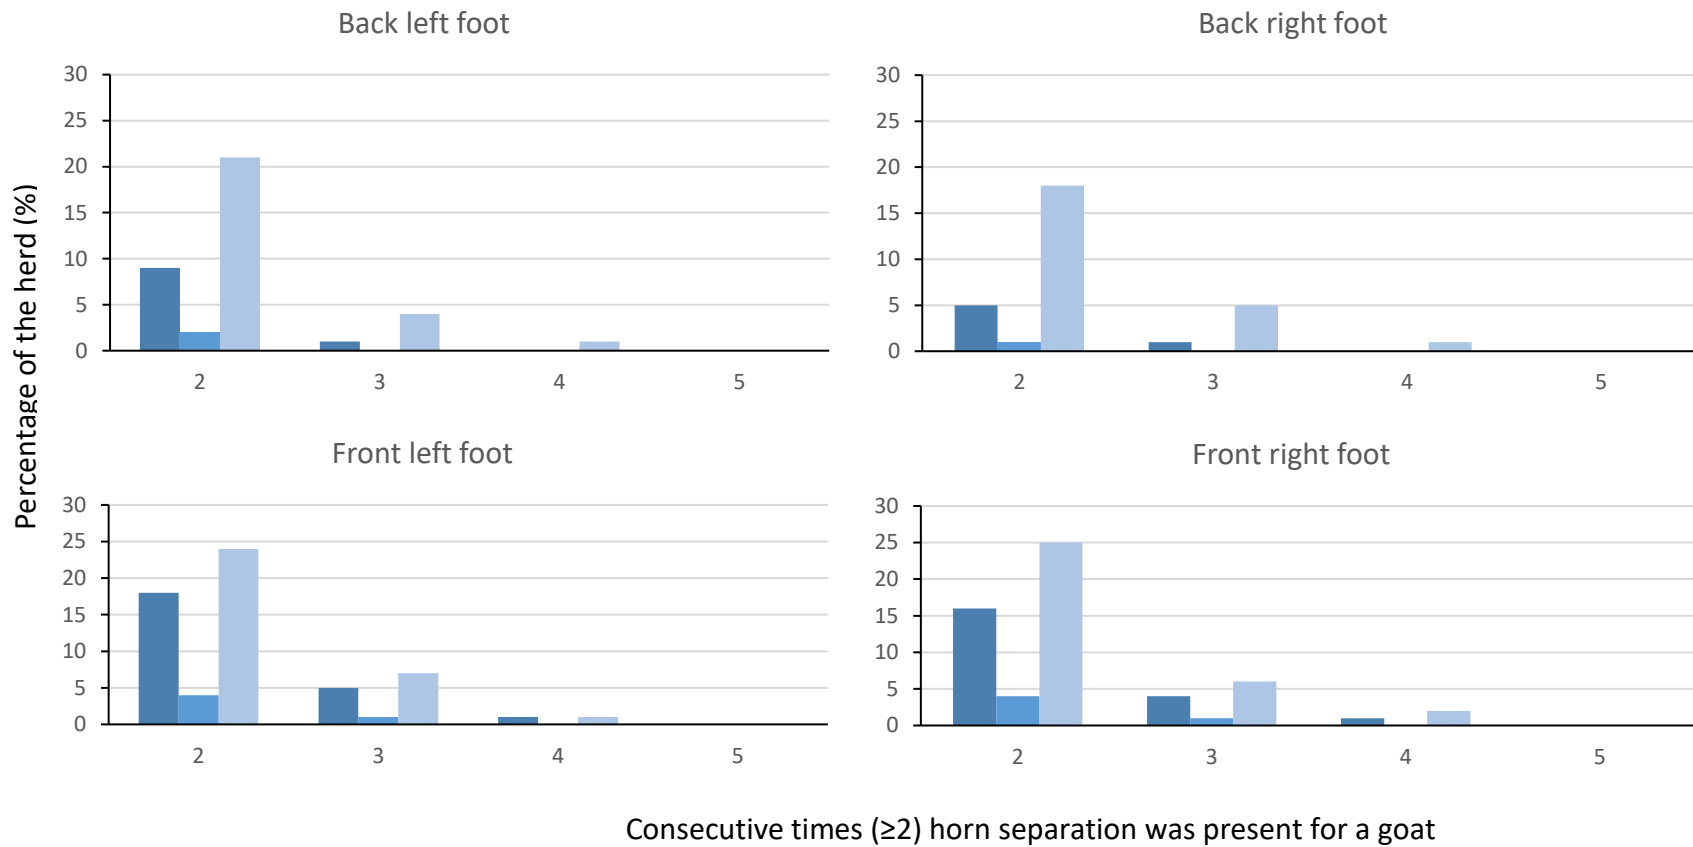 Back left foot
30
25
20
15
10
5
0
2 3 4 5
Back right foot
30
25
20
15
10
5
0
2 3 4 5
Percentage of the herd (%)
Front left foot
30
25
20
15
10
5
0
2 3 4 5
Front right foot
30
25
20
15
10
5
0
2 3 4 5
Consecutive times (≥2) horn separation was present for a goat